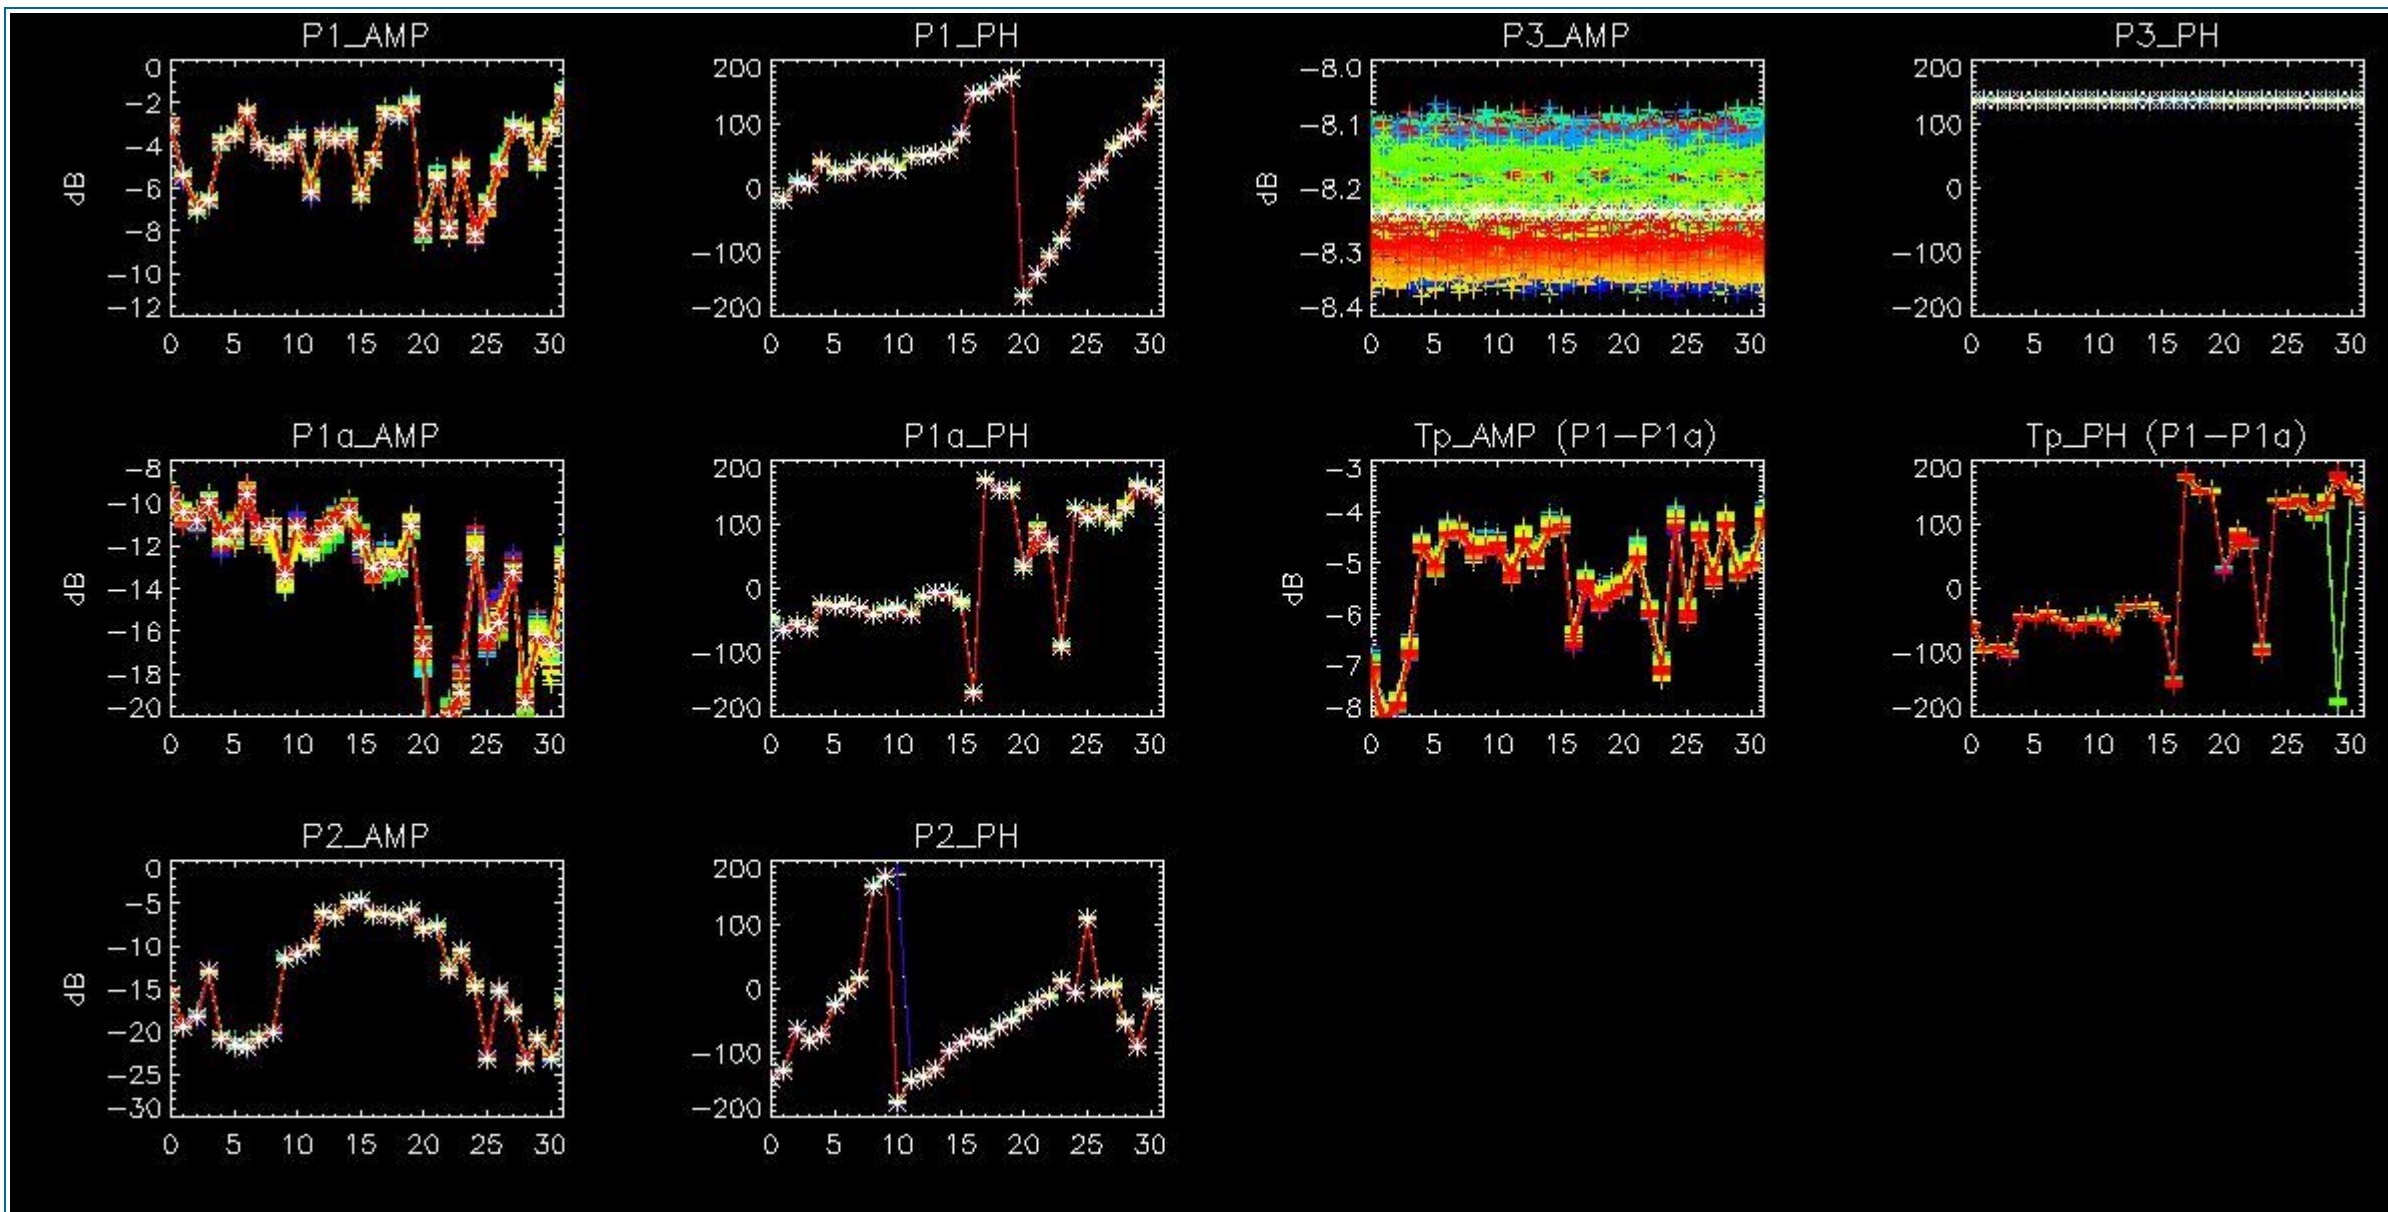 P1_AMP P1_PH P3_AMP P3_PH
0 200 −8.0 200
−2
−4 100 −8.1 100
−6 0 −8.2 0
dB dB
−8
−10 −100 −8.3 −100
−12 −200 −8.4 −200
0 5 10 15 20 25 30 0 5 10 15 20 25 30 0 5 10 15 20 25 30 0 5 10 15 20 25 30
P1a_AMP P1a_PH Tp_AMP (P1−P1a) Tp_PH (P1−P1a)
−8 200 −3 200
−10
−12 100 −4 100
−14 0 −5 0
dB dB
−16 −6
−18 −100 −7 −100
−20 −200 −8 −200
0 5 10 15 20 25 30 0 5 10 15 20 25 30 0 5 10 15 20 25 30 0 5 10 15 20 25 30
P2_AMP P2_PH
0 200
−5 100
−10
dB
−15 0
−20 −100
−25
−30 −200
0 5 10 15 20 25 30 0 5 10 15 20 25 30